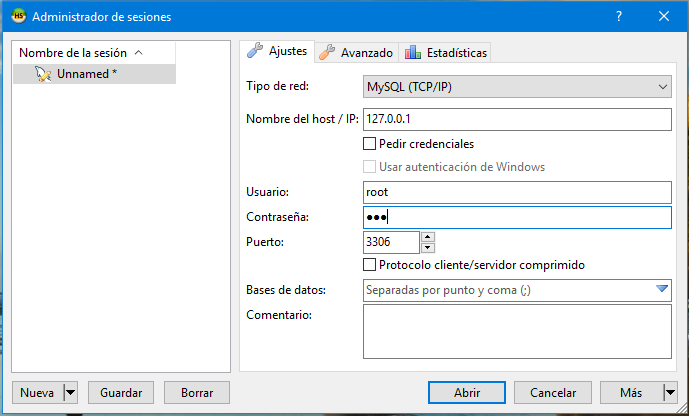 HS
Administrador de sesiones
?
Nombre de la sesión
Unnamed *
Ajustes
Avanzado
Estadísticas
Tipo de red:
MySQL (TCP/IP)
Nombre del host / IP:
127.0.0.1
Pedir credenciales
Usar autenticación de Windows
Usuario:
root
Contraseña:
●●●
Puerto:
3306
Protocolo cliente/servidor comprimido
Bases de datos:
Separadas por punto y coma (;)
Comentario:
Nueva
Guardar
Borrar
Abrir
Cancelar
Más